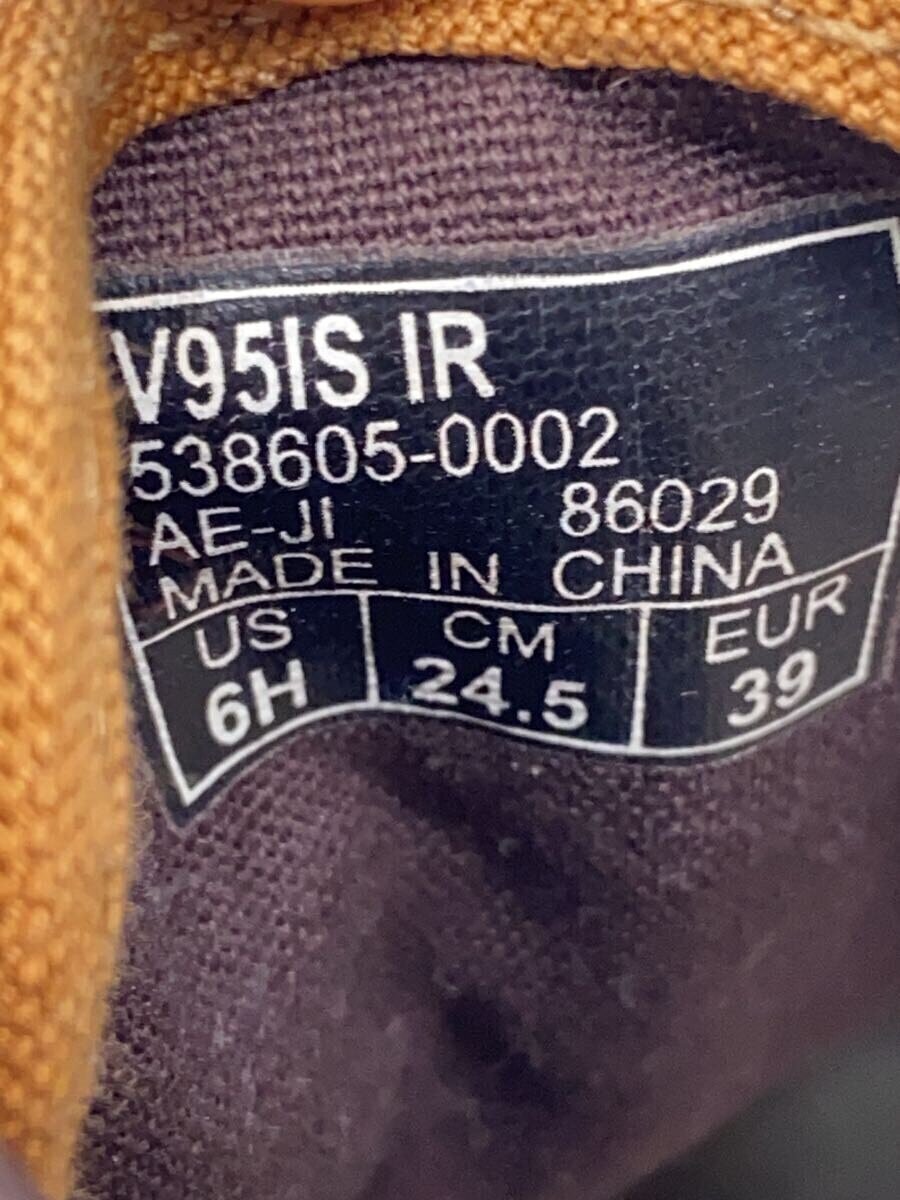 V95IS IR
538605-0002
AE-JI 86029
MADE IN CHINA
US CM EUR
6H 24.5 39